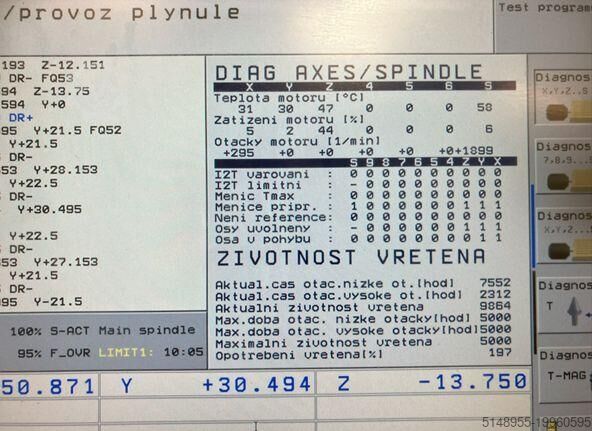 /provoz plynule
Test program
193 Z-12.151
DR- FQ53
594 Z-13.75
594 Y+0
DR+
95 Y+21.5 FQ52
Y+21.5
DR-
53 Y+28.153
Y+22.5
DR-
Y+30.495
Y+22.5
DR-
53 Y+27.153
Y+21.5
DR-
95 Y-21.5
100% S-ACT Main spindle
95% F_OVR LIMIT1: 10:05
DIAG AXES/SPINDLE
X Y Z 4 5 6 S
Teplota motoru [°C]
31 30 47 0 0 0 58
Zatizeni motoru [%]
5 2 44 0 0 0 6
Otacky motoru [1/min]
+295 +0 +0 +0 +0 +0+1899
S 9 8 7 6 5 4 Z Y X
I2T varovani : 0 0 0 0 0 0 0 0 0 0
I2T limitni : - 0 0 0 0 0 0 0 0 0
Menic Tmax : 0 0 0 0 0 0 0 0 0 0
Menice pripr. : 1 0 0 0 0 0 0 1 1 1
Neni reference: 0 0 0 0 0 0 0 0 0 0
Osy uvolneny : - 0 0 0 0 0 0 1 1 1
Osa v pohybu : 0 0 0 0 0 0 0 0 1 1
ZIVOTNOST VRETENA
Aktual.cas otac.nizke ot.[hod] 7552
Aktual.cas otac.vysoke ot.[hod] 2312
Aktualni zivotnost vretena 9864
Max.doba otac. nizke otacky[hod] 5000
Max.doba otac. vysoke otacky[hod]5000
Maximalni zivotnost vretena 5000
Opotrebeni vretena[%] 197
Diagnos
X,Y,Z..S
Diagnos
7,8,9...S
Diagnos
X,Y,Z..S
Diagnos
T
Diagnos
T-MAG
50.871 Y +30.494 Z -13.750
5148955-19960595